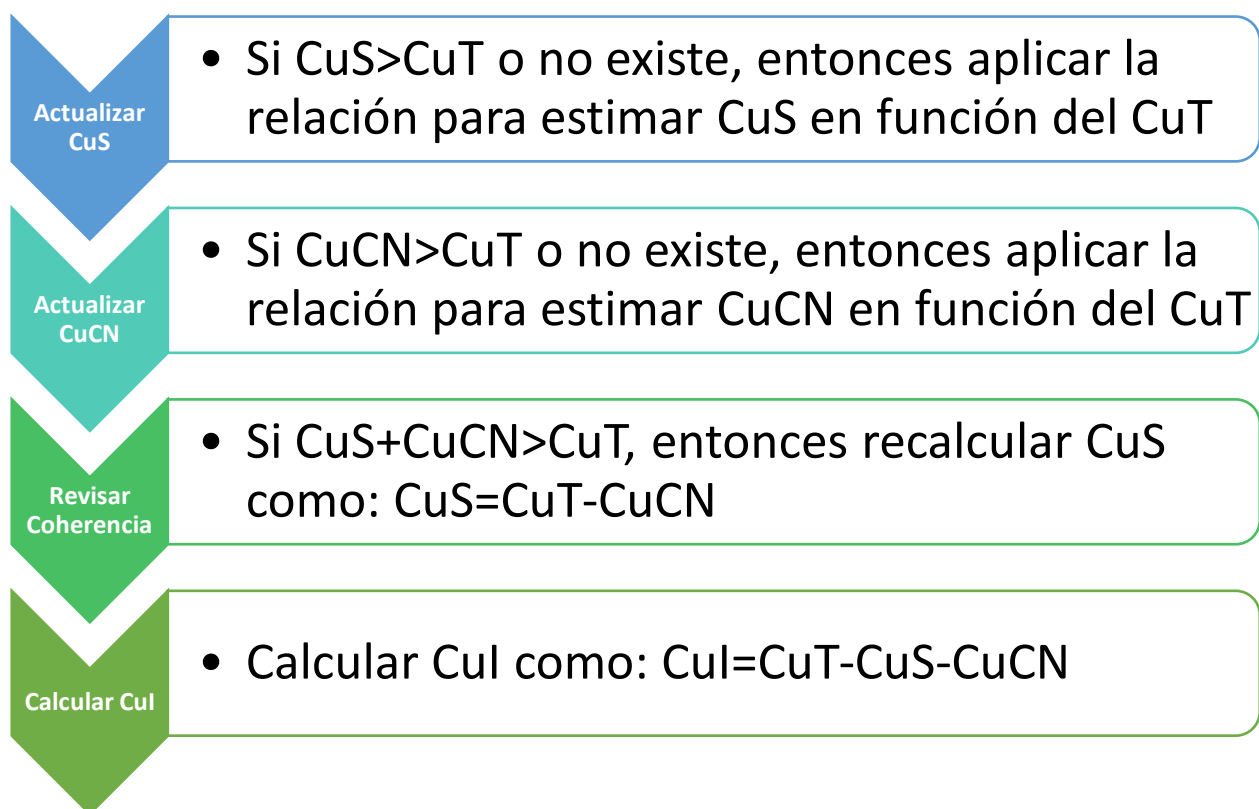 Actualizar
CuS
• Si CuS>CuT o no existe, entonces aplicar la
relación para estimar CuS en función del CuT
Actualizar
CuCN
• Si CuCN>CuT o no existe, entonces aplicar la
relación para estimar CuCN en función del CuT
Revisar
Coherencia
• Si CuS+CuCN>CuT, entonces recalcular CuS
como: CuS=CuT-CuCN
Calcular CuI
• Calcular CuI como: CuI=CuT-CuS-CuCN